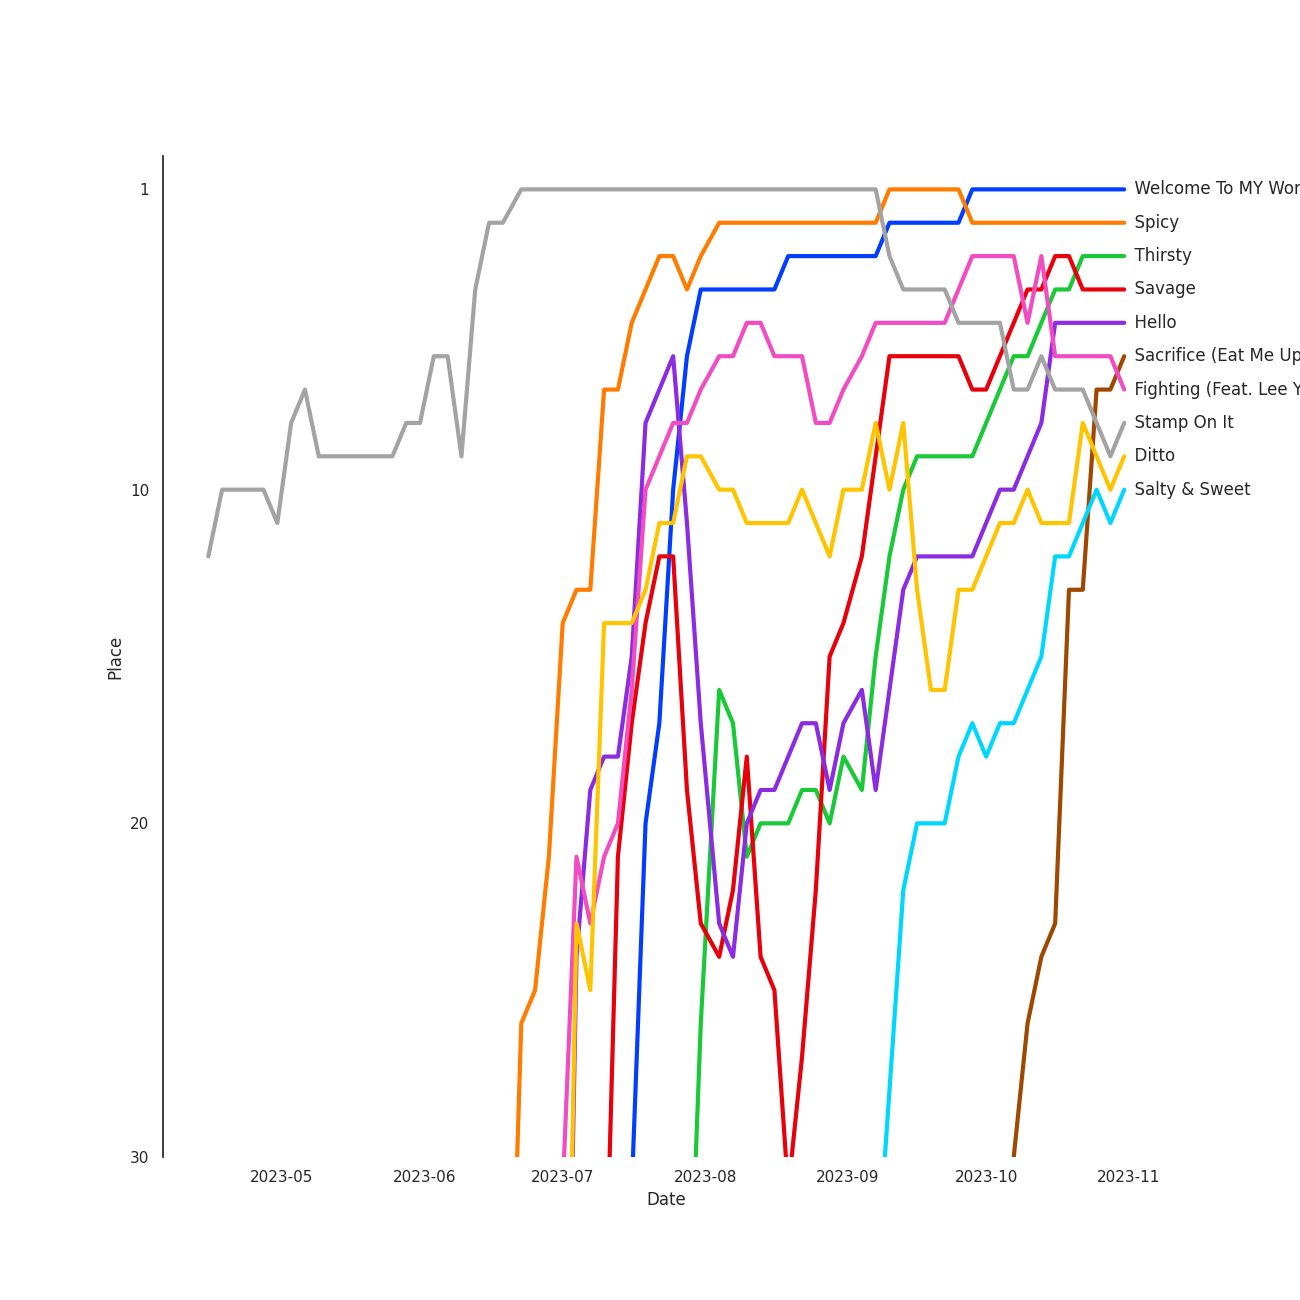 1
10
20
30
Place
2023-05
2023-06
2023-07
2023-08
2023-09
2023-10
2023-11
Date
Welcome To MY Wor
Spicy
Thirsty
Savage
Hello
Sacrifice (Eat Me Up
Fighting (Feat. Lee Y
Stamp On It
Ditto
Salty & Sweet